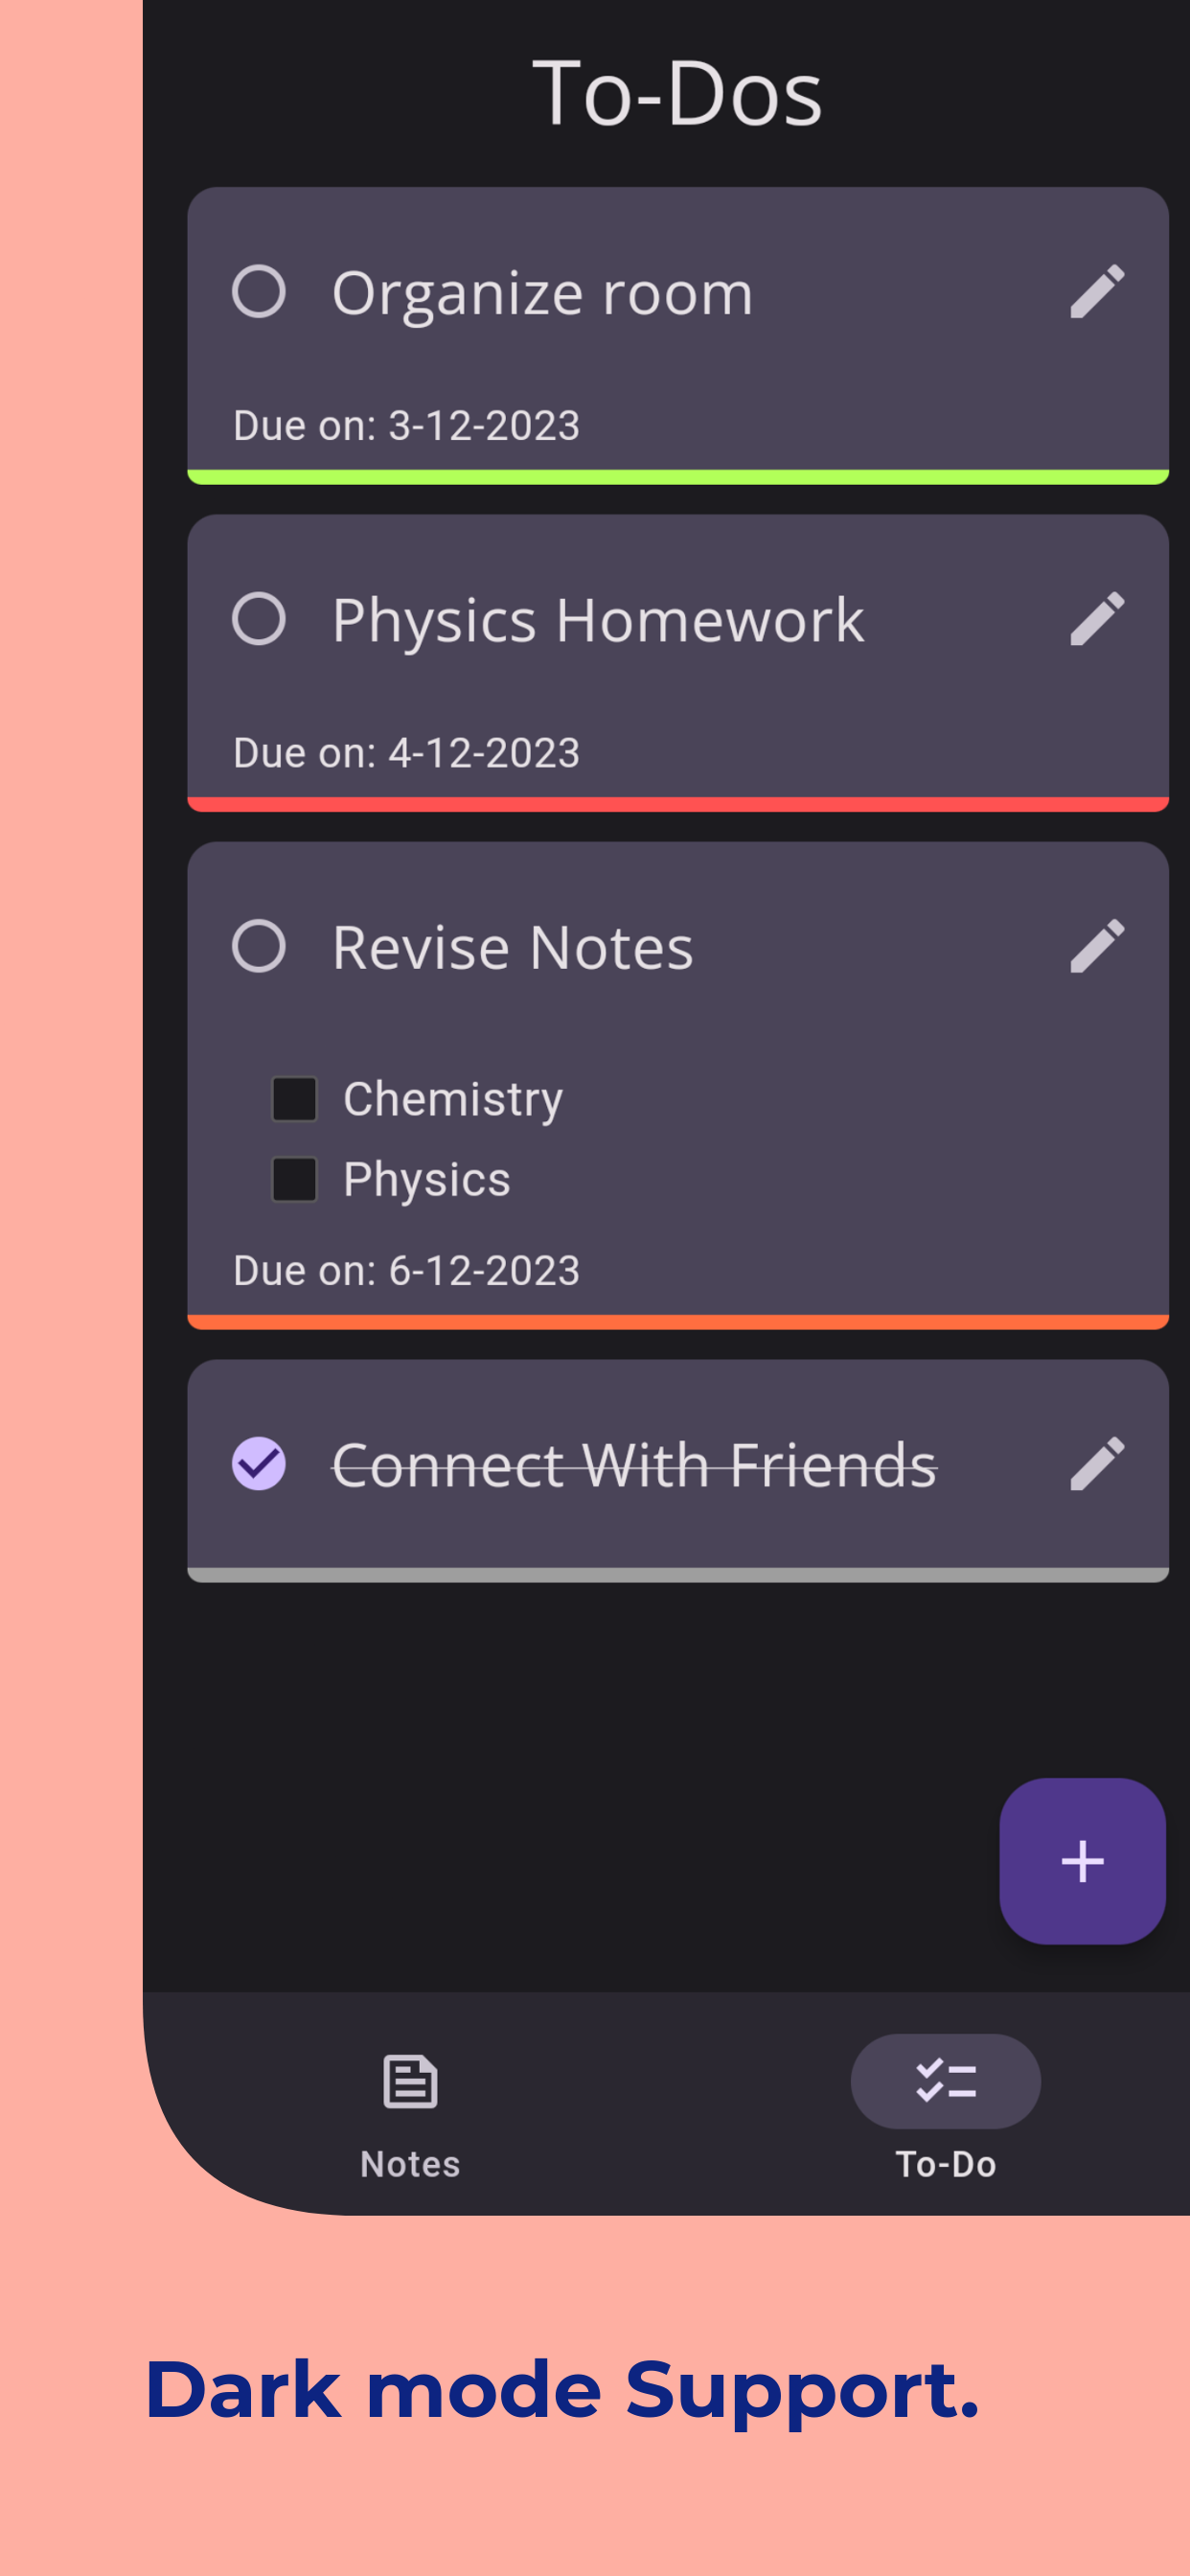 To-Dos
Organize room
Due on: 3-12-2023
Physics Homework
Due on: 4-12-2023
Revise Notes
Chemistry
Physics
Due on: 6-12-2023
Connect With Friends
Notes
To-Do
Dark mode Support.